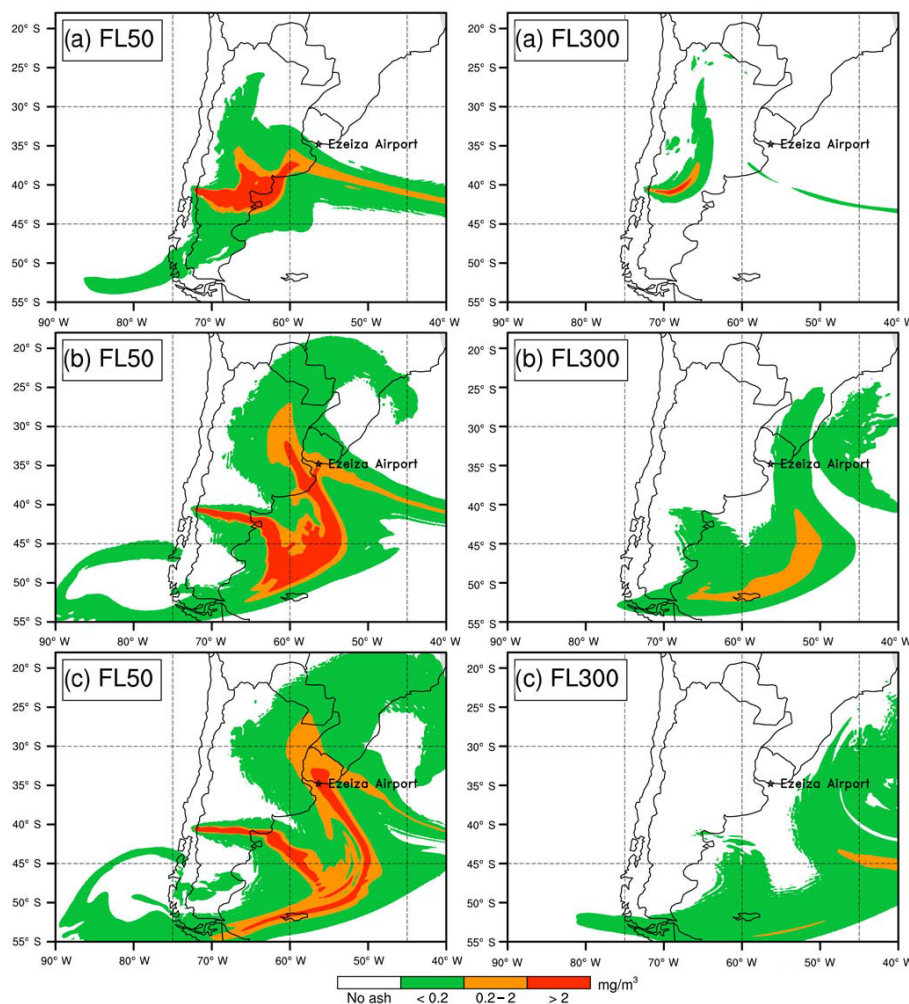 (a) FL50
(a) FL300
20° S
25° S
30° S
35° S
40° S
45° S
50° S
55° S
Ezeiza Airport
90° W 80° W 70° W 60° W 50° W 40° W
20° S
25° S
30° S
35° S
40° S
45° S
50° S
55° S
Ezeiza Airport
90° W 80° W 70° W 60° W 50° W 40° W
(b) FL50
(b) FL300
20° S
25° S
30° S
35° S
40° S
45° S
50° S
55° S
Ezeiza Airport
90° W 80° W 70° W 60° W 50° W 40° W
20° S
25° S
30° S
35° S
40° S
45° S
50° S
55° S
Ezeiza Airport
90° W 80° W 70° W 60° W 50° W 40° W
(c) FL50
(c) FL300
20° S
25° S
30° S
35° S
40° S
45° S
50° S
55° S
Ezeiza Airport
90° W 80° W 70° W 60° W 50° W 40° W
20° S
25° S
30° S
35° S
40° S
45° S
50° S
55° S
Ezeiza Airport
90° W 80° W 70° W 60° W 50° W 40° W
No ash < 0.2 0.2–2 > 2 mg/m³